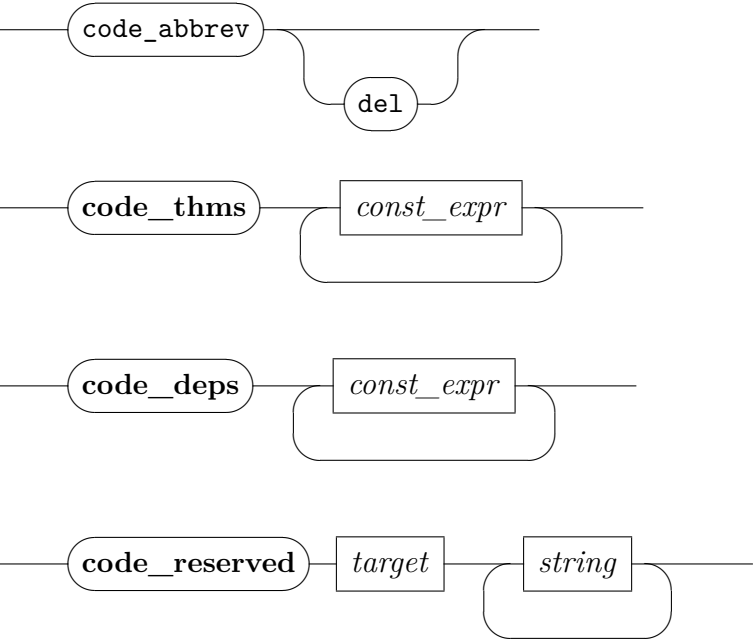 code_abbrev
del
code_thms const_expr
code_deps const_expr
code_reserved target string